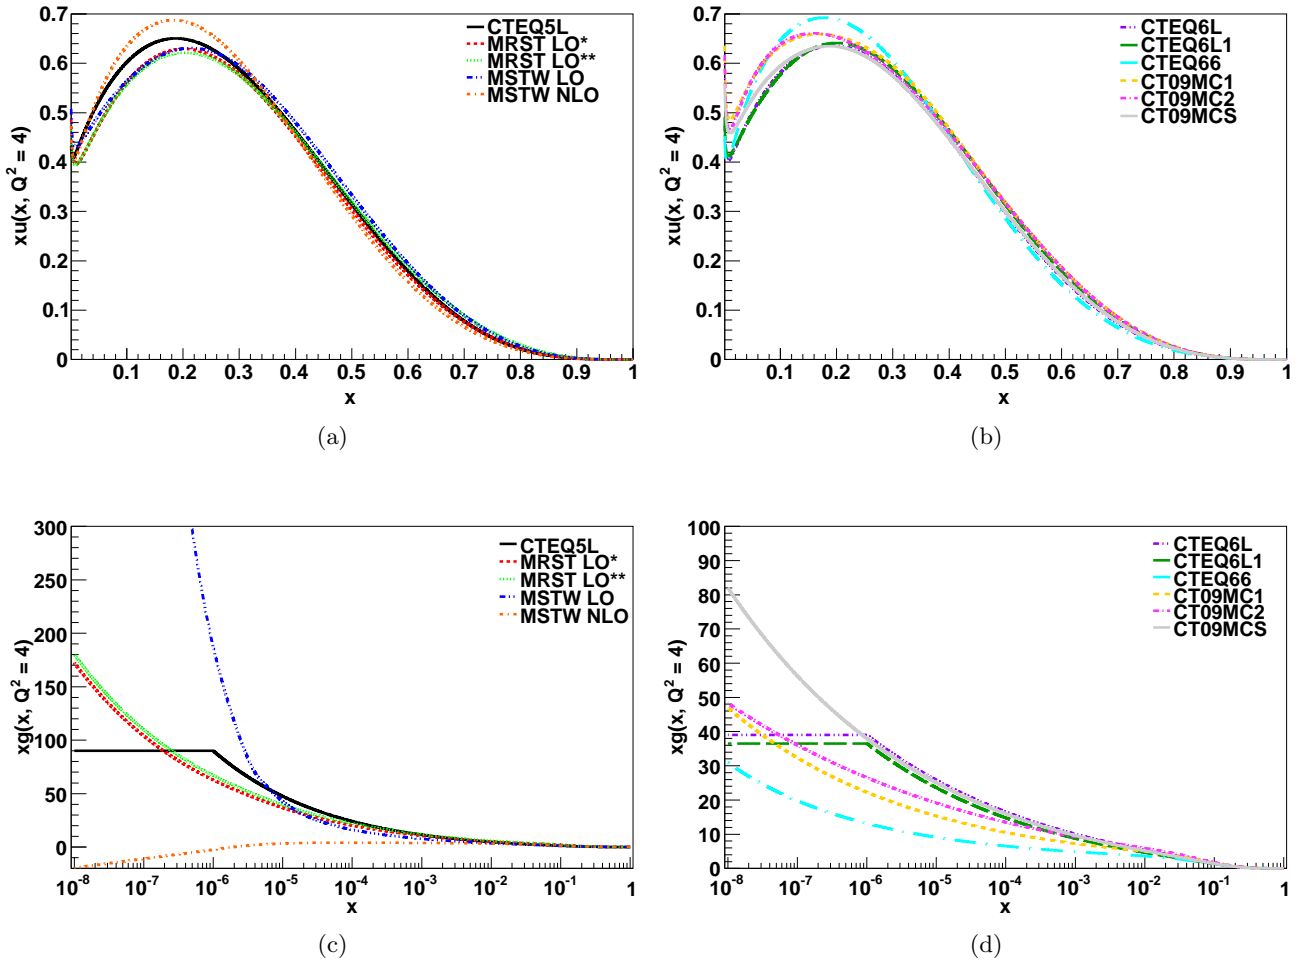 xu(x, Q² = 4)
0.7
0.6
0.5
0.4
0.3
0.2
0.1
0
0.1 0.2 0.3 0.4 0.5 0.6 0.7 0.8 0.9 1
x
CTEQ5L
MRST LO*
MRST LO**
MSTW LO
MSTW NLO
(a)
xu(x, Q² = 4)
0.7
0.6
0.5
0.4
0.3
0.2
0.1
0
0.1 0.2 0.3 0.4 0.5 0.6 0.7 0.8 0.9 1
x
CTEQ6L
CTEQ6L1
CTEQ66
CT09MC1
CT09MC2
CT09MCS
(b)
xg(x, Q² = 4)
300
250
200
150
100
50
0
10⁻⁸ 10⁻⁷ 10⁻⁶ 10⁻⁵ 10⁻⁴ 10⁻³ 10⁻² 10⁻¹ 1
x
CTEQ5L
MRST LO*
MRST LO**
MSTW LO
MSTW NLO
(c)
xg(x, Q² = 4)
100
90
80
70
60
50
40
30
20
10
0
10⁻⁸ 10⁻⁷ 10⁻⁶ 10⁻⁵ 10⁻⁴ 10⁻³ 10⁻² 10⁻¹ 1
x
CTEQ6L
CTEQ6L1
CTEQ66
CT09MC1
CT09MC2
CT09MCS
(d)